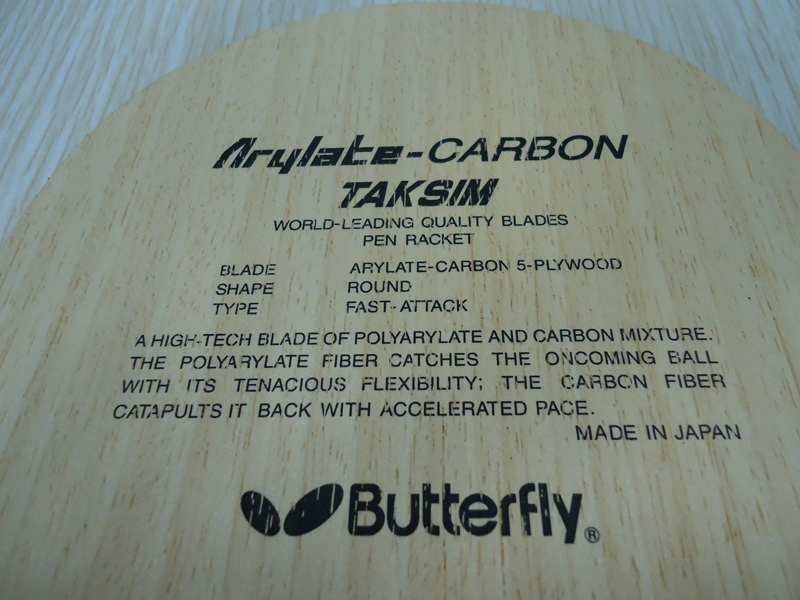 Arylate-CARBON
TAKSIM
WORLD-LEADING QUALITY BLADES
PEN RACKET
BLADE ARYLATE-CARBON 5-PLYWOOD
SHAPE ROUND
TYPE FAST-ATTACK
A HIGH-TECH BLADE OF POLYARYLATE AND CARBON MIXTURE.
THE POLYARYLATE FIBER CATCHES THE ONCOMING BALL
WITH ITS TENACIOUS FLEXIBILITY; THE CARBON FIBER
CATAPULTS IT BACK WITH ACCELERATED PACE.
MADE IN JAPAN
Butterfly®